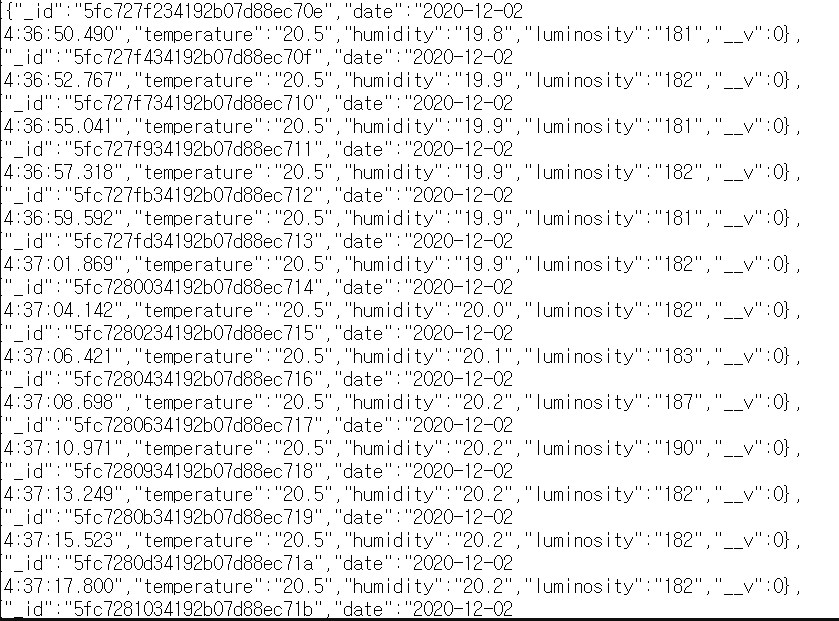 [{"_id":"5fc727f234192b07d88ec70e","date":"2020-12-02
4:36:50.490","temperature":"20.5","humidity":"19.8","luminosity":"181","__v":0},
"_id":"5fc727f434192b07d88ec70f","date":"2020-12-02
4:36:52.767","temperature":"20.5","humidity":"19.9","luminosity":"182","__v":0},
"_id":"5fc727f734192b07d88ec710","date":"2020-12-02
4:36:55.041","temperature":"20.5","humidity":"19.9","luminosity":"181","__v":0},
"_id":"5fc727f934192b07d88ec711","date":"2020-12-02
4:36:57.318","temperature":"20.5","humidity":"19.9","luminosity":"182","__v":0},
"_id":"5fc727fb34192b07d88ec712","date":"2020-12-02
4:36:59.592","temperature":"20.5","humidity":"19.9","luminosity":"181","__v":0},
"_id":"5fc727fd34192b07d88ec713","date":"2020-12-02
4:37:01.869","temperature":"20.5","humidity":"19.9","luminosity":"182","__v":0},
"_id":"5fc7280034192b07d88ec714","date":"2020-12-02
4:37:04.142","temperature":"20.5","humidity":"20.0","luminosity":"182","__v":0},
"_id":"5fc7280234192b07d88ec715","date":"2020-12-02
4:37:06.421","temperature":"20.5","humidity":"20.1","luminosity":"183","__v":0},
"_id":"5fc7280434192b07d88ec716","date":"2020-12-02
4:37:08.698","temperature":"20.5","humidity":"20.2","luminosity":"187","__v":0},
"_id":"5fc7280634192b07d88ec717","date":"2020-12-02
4:37:10.971","temperature":"20.5","humidity":"20.2","luminosity":"190","__v":0},
"_id":"5fc7280934192b07d88ec718","date":"2020-12-02
4:37:13.249","temperature":"20.5","humidity":"20.2","luminosity":"182","__v":0},
"_id":"5fc7280b34192b07d88ec719","date":"2020-12-02
4:37:15.523","temperature":"20.5","humidity":"20.2","luminosity":"182","__v":0},
"_id":"5fc7280d34192b07d88ec71a","date":"2020-12-02
4:37:17.800","temperature":"20.5","humidity":"20.2","luminosity":"182","__v":0},
"_id":"5fc7281034192b07d88ec71b","date":"2020-12-02